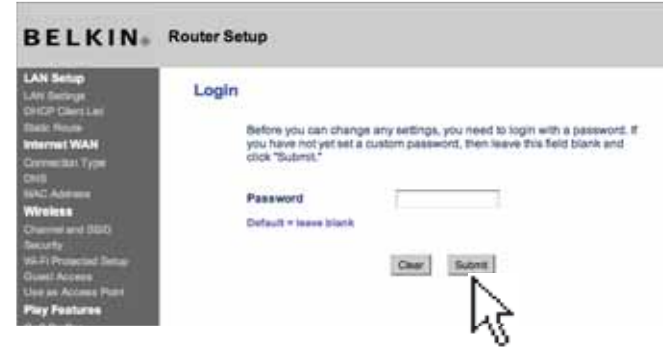 BELKIN® Router Setup
LAN Setup
LAN Settings
DHCP Client List
Static Route
Internet WAN
Connection Type
DNS
MAC Address
Wireless
Channel and SSID
Security
Wi-Fi Protected Setup
Guest Access
Use as Access Point
Play Features
Login
Before you can change any settings, you need to login with a password. If
you have not yet set a custom password, then leave this field blank and
click "Submit."
Password
Default = leave blank
Clear Submit